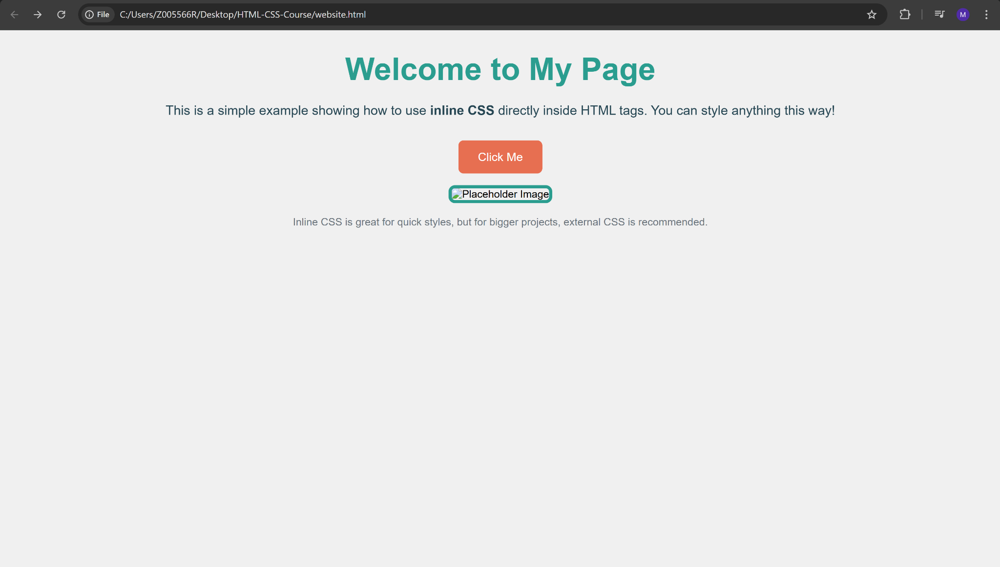 File C:/Users/Z005566R/Desktop/HTML-CSS-Course/website.html M
Welcome to My Page
This is a simple example showing how to use inline CSS directly inside HTML tags. You can style anything this way!
Click Me
Placeholder Image
Inline CSS is great for quick styles, but for bigger projects, external CSS is recommended.